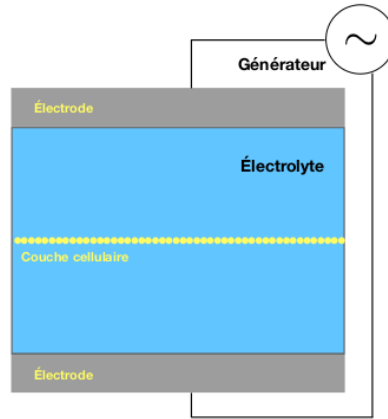 Générateur
Électrode
Électrolyte
Couche cellulaire
Électrode